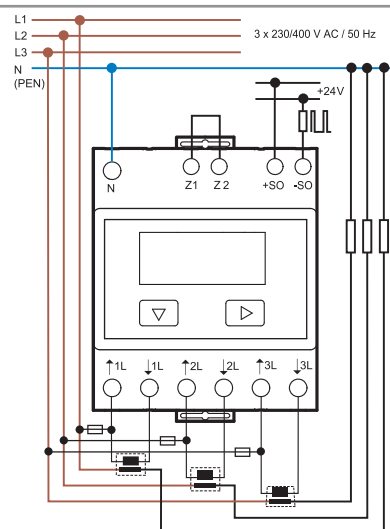 L1
L2
L3
N
(PEN)
3 x 230/400 V AC / 50 Hz
+24V
N
Z1
Z 2
+SO
-SO
↑1L
↓1L
↑2L
↓2L
↑3L
↓3L